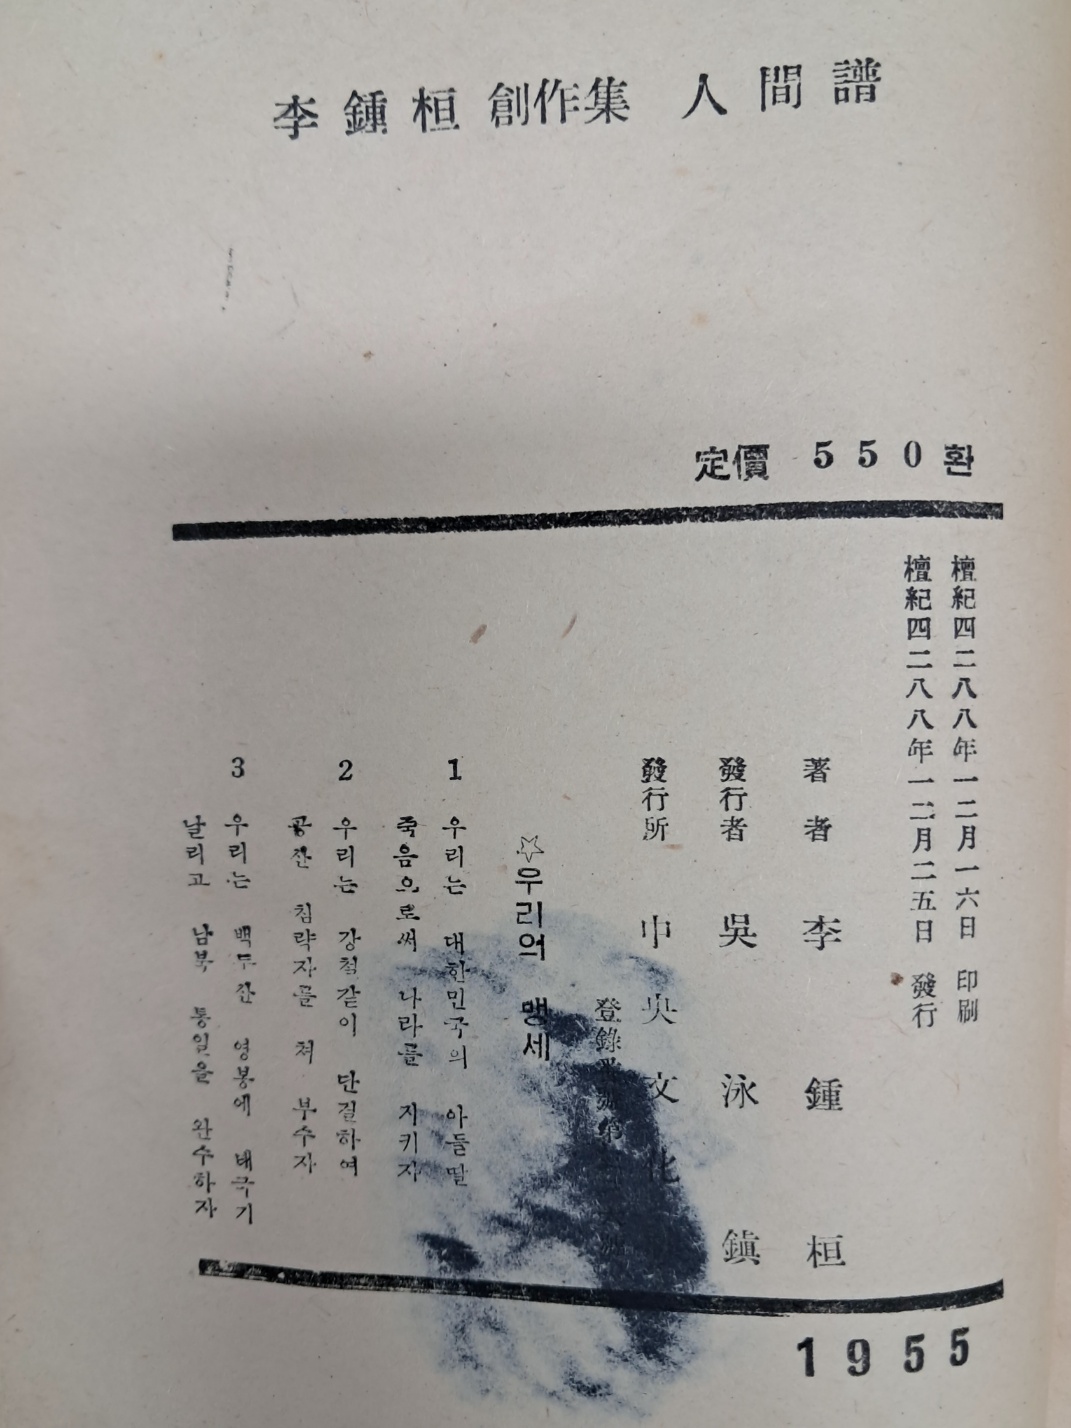 李鍾桓 創作集 人間譜
定價 550환
檀紀四二八八年一二月一六日 印刷
檀紀四二八八年一二月二五日 發行
著者 李鍾桓
發行者 吳泳鎭
發行所 中央文化
登錄 第
☆우리의 맹세
1 우리는 대한민국의 아들딸
죽음으로써 나라를 지키자
2 우리는 강철같이 단결하여
공산 침략자를 쳐 부수자
3 우리는 백두산 영봉에 태극기
날리고 남북 통일을 완수하자
1955